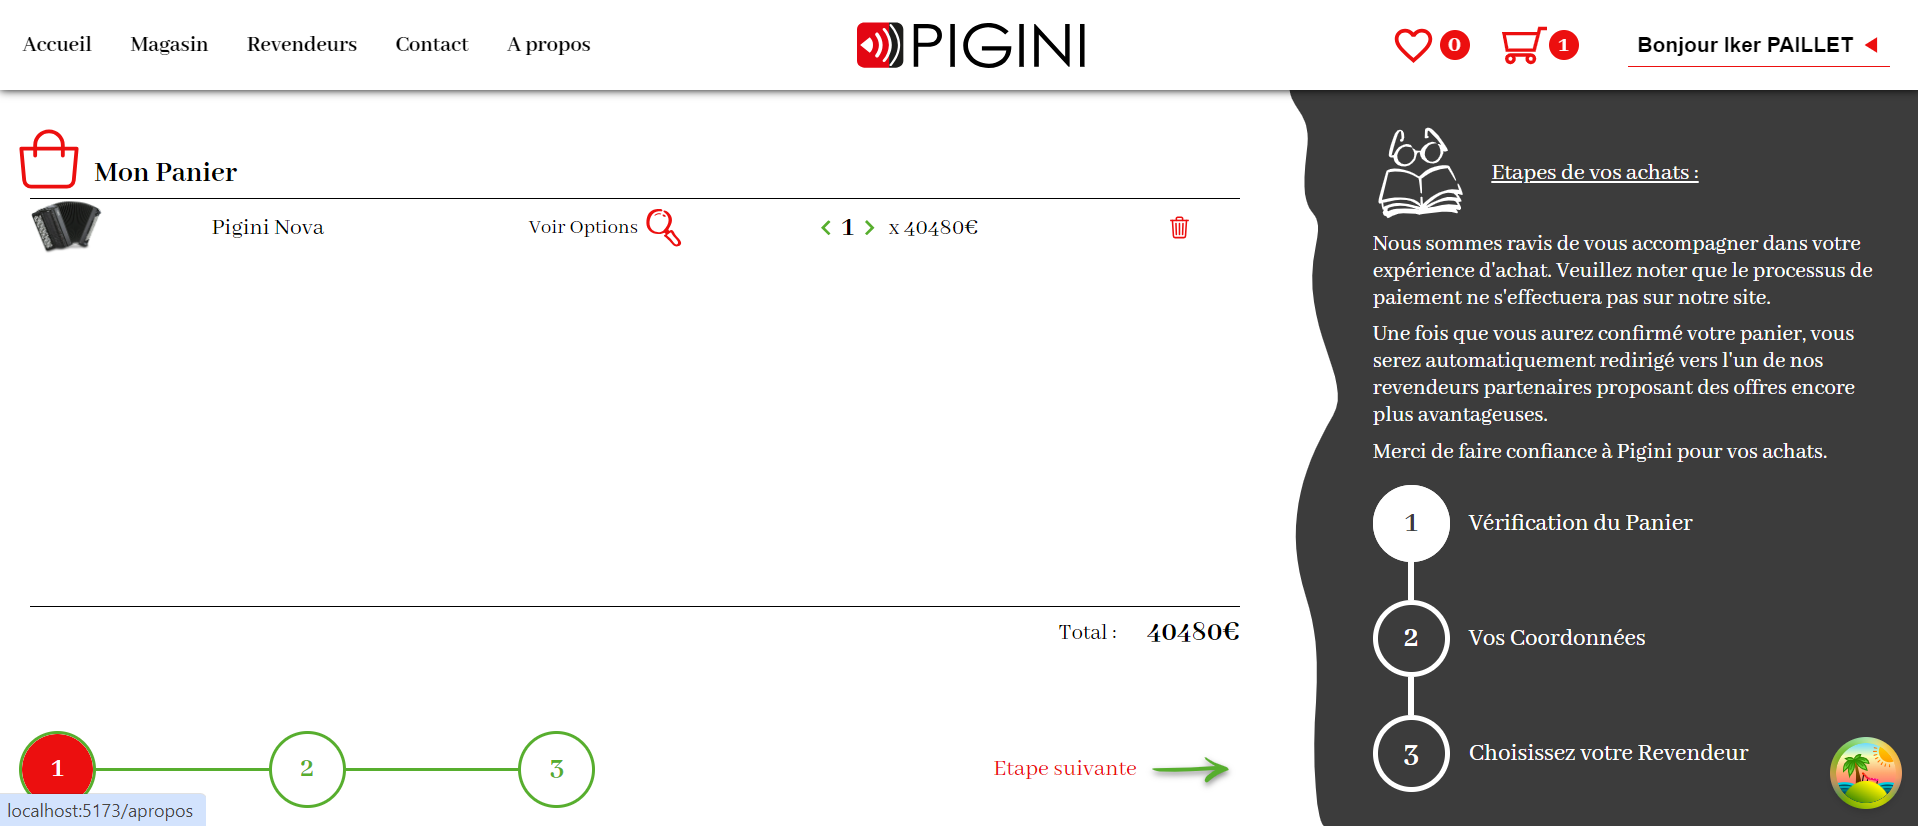 Accueil Magasin Revendeurs Contact A propos PIGINI 0 1 Bonjour Iker PAILLET
Mon Panier
Pigini Nova Voir Options 1 x 40480€
Total : 40480€
1 2 3 Etape suivante
localhost:5173/apropos
Etapes de vos achats :
Nous sommes ravis de vous accompagner dans votre
expérience d'achat. Veuillez noter que le processus de
paiement ne s'effectuera pas sur notre site.
Une fois que vous aurez confirmé votre panier, vous
serez automatiquement redirigé vers l'un de nos
revendeurs partenaires proposant des offres encore
plus avantageuses.
Merci de faire confiance à Pigini pour vos achats.
1 Vérification du Panier
2 Vos Coordonnées
3 Choisissez votre Revendeur